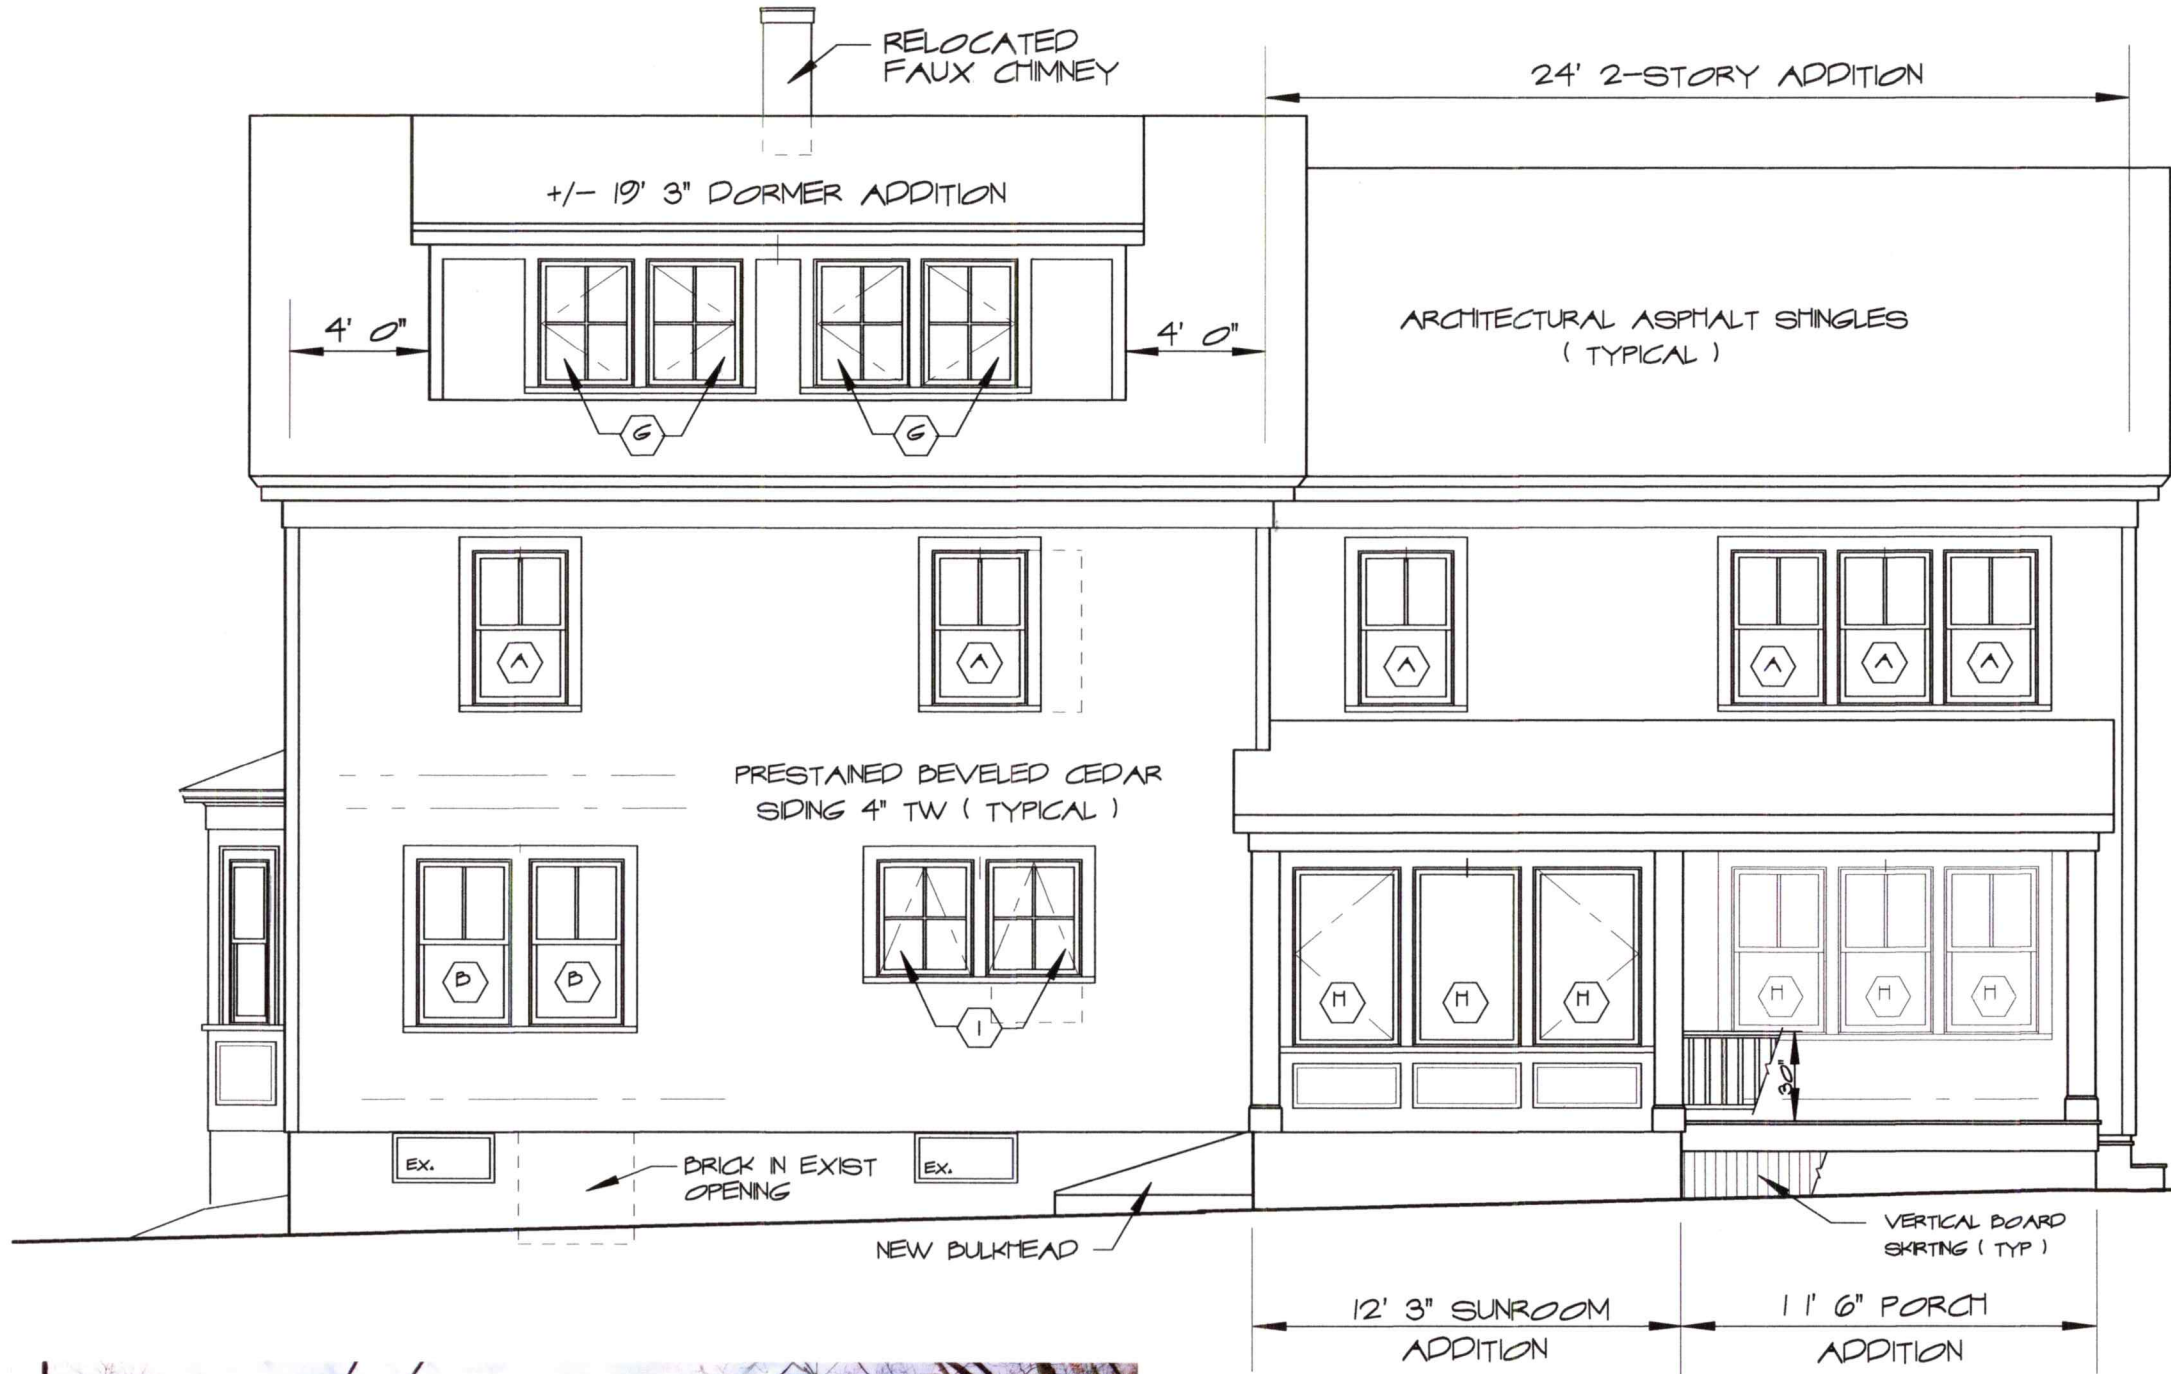 RELOCATED
FAUX CHIMNEY
24' 2-STORY ADDITION
+/- 19' 3" DORMER ADDITION
4' 0"
4' 0"
ARCHITECTURAL ASPHALT SHINGLES
( TYPICAL )
G
G
A
A
A
A
A
A
PRESTAINED BEVELED CEDAR
SIDING 4" TW ( TYPICAL )
B
B
I
H
H
H
H
H
H
30"
EX.
BRICK IN EXIST
OPENING
EX.
NEW BULKHEAD
VERTICAL BOARD
SKIRTING ( TYP )
12' 3" SUNROOM
ADDITION
11' 6" PORCH
ADDITION